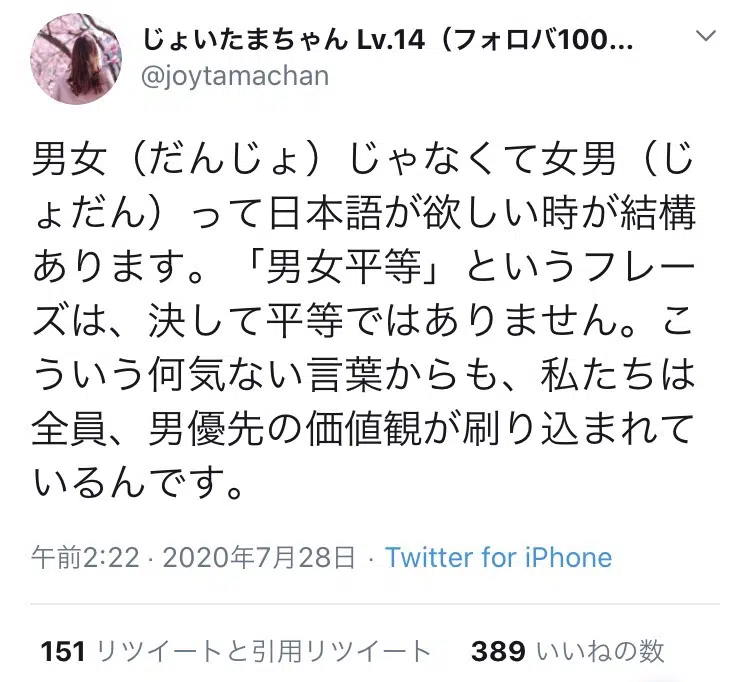 じょいたまちゃん Lv.14（フォロバ100...
@joytamachan
男女（だんじょ）じゃなくて女男（じ
ょだん）って日本語が欲しい時が結構
あります。「男女平等」というフレー
ズは、決して平等ではありません。こ
ういう何気ない言葉からも、私たちは
全員、男優先の価値観が刷り込まれて
いるんです。
午前2:22 · 2020年7月28日 · Twitter for iPhone
151 リツイートと引用リツイート 389 いいねの数